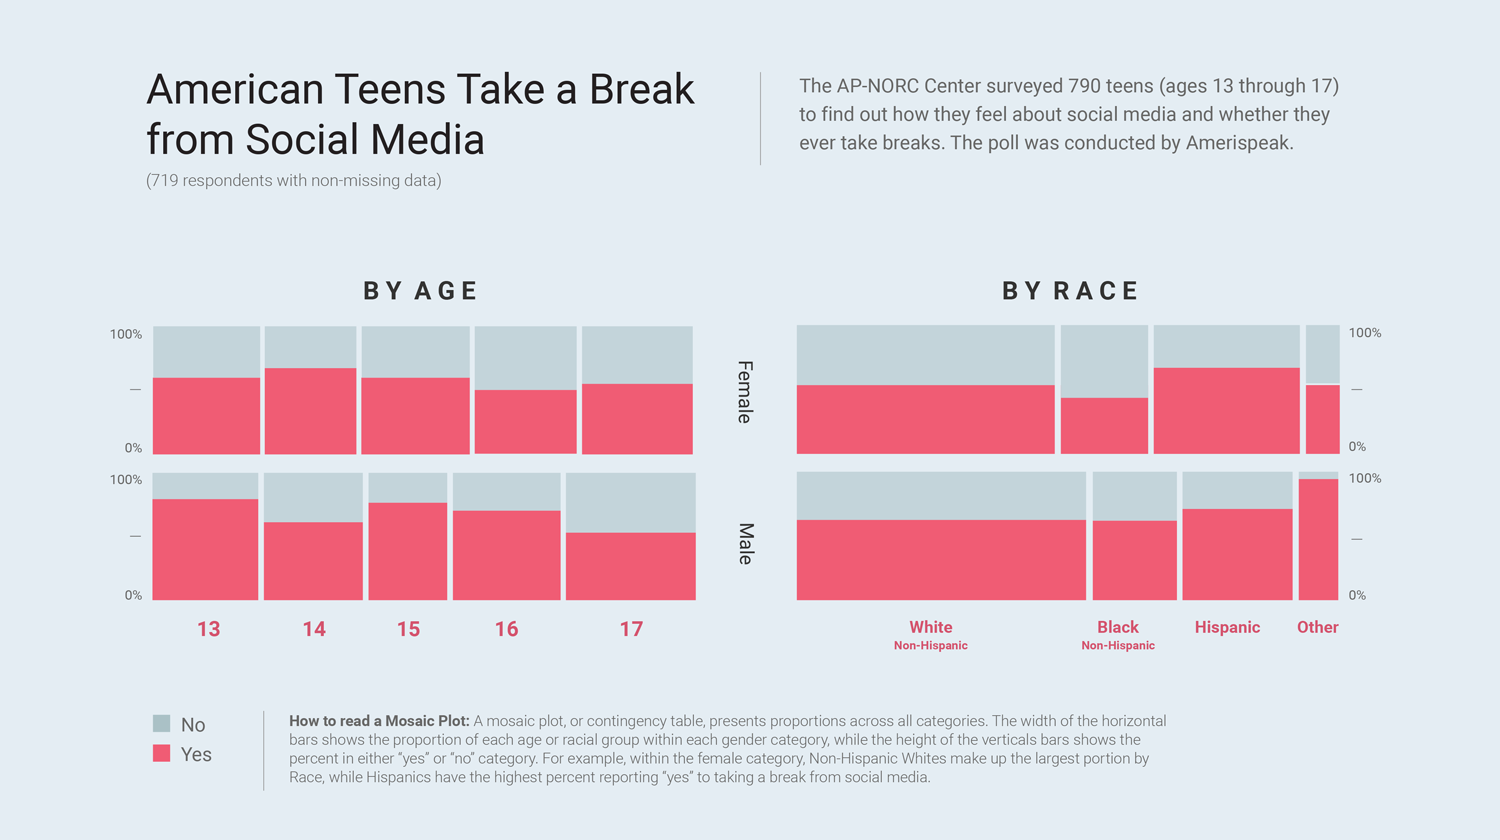 American Teens Take a Break
from Social Media
(719 respondents with non-missing data)
The AP-NORC Center surveyed 790 teens (ages 13 through 17)
to find out how they feel about social media and whether they
ever take breaks. The poll was conducted by Amerispeak.
BY AGE
100%
—
0%
100%
—
0%
13 14 15 16 17
Female
Male
BY RACE
100%
—
0%
100%
—
0%
White Black Hispanic Other
Non-Hispanic Non-Hispanic
No
Yes
How to read a Mosaic Plot: A mosaic plot, or contingency table, presents proportions across all categories. The width of the horizontal
bars shows the proportion of each age or racial group within each gender category, while the height of the verticals bars shows the
percent in either “yes” or “no” category. For example, within the female category, Non-Hispanic Whites make up the largest portion by
Race, while Hispanics have the highest percent reporting “yes” to taking a break from social media.